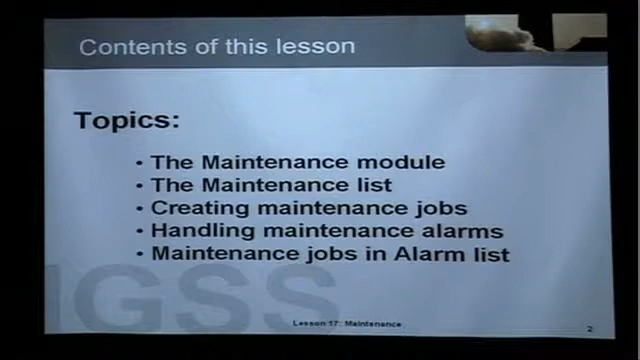 Contents of this lesson
Topics:
• The Maintenance module
• The Maintenance list
• Creating maintenance jobs
• Handling maintenance alarms
• Maintenance jobs in Alarm list
IGSS
Lesson 17: Maintenance
2